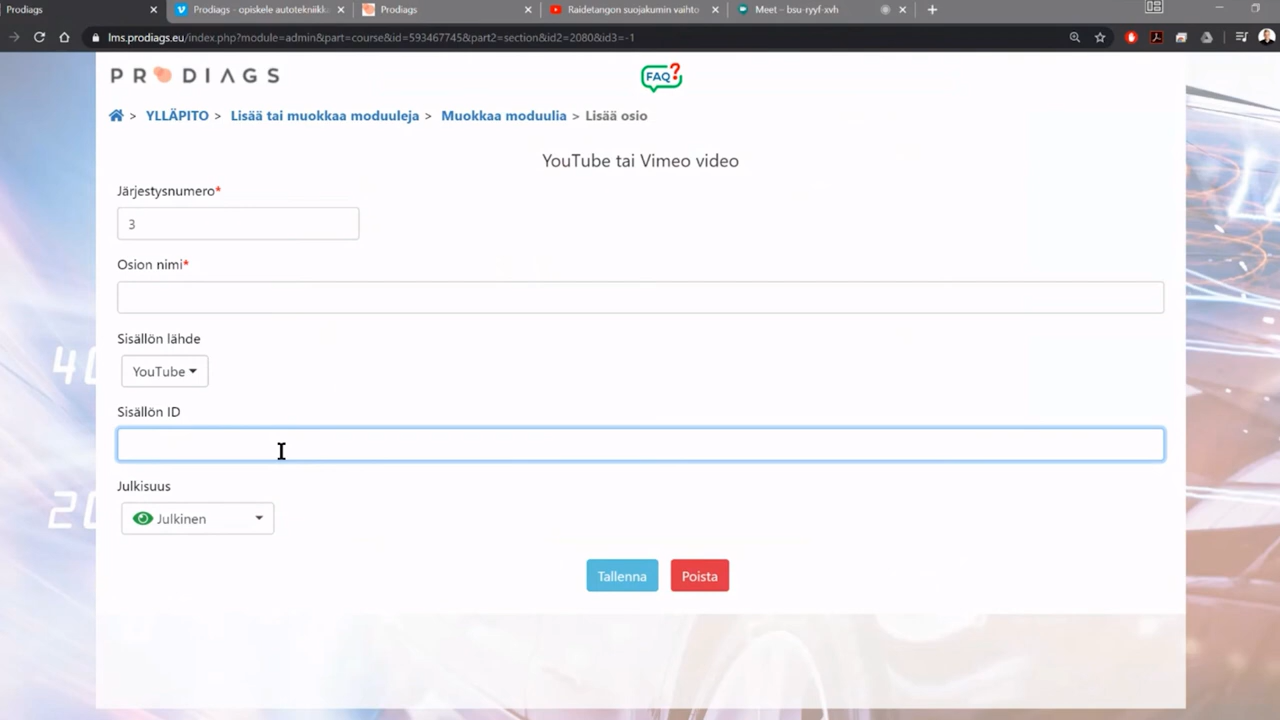 Prodiags
Prodiags - opiskele autotekniikk
Prodiags
Raidetangon suojakumin vaihto
Meet – bsu-ryyf-xvh
lms.prodiags.eu/index.php?module=admin&part=course&id=593467745&part2=section&id2=2080&id3=-1
PRODIAGS
FAQ?
> YLLÄPITO > Lisää tai muokkaa moduuleja > Muokkaa moduulia > Lisää osio
YouTube tai Vimeo video
Järjestysnumero*
3
Osion nimi*
Sisällön lähde
YouTube
Sisällön ID
Julkisuus
Julkinen
Tallenna Poista
40
20